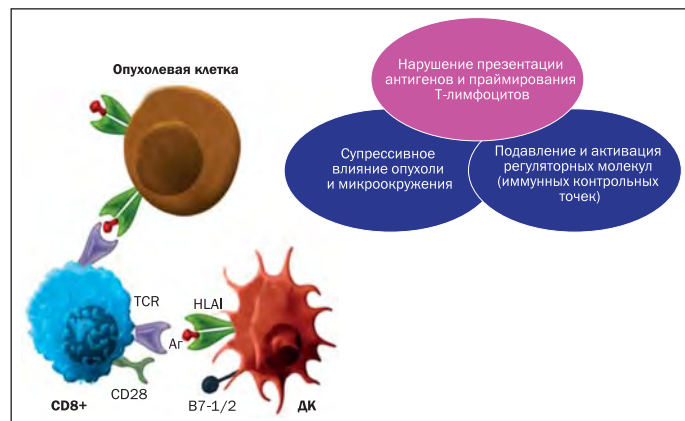 Опухолевая клетка
Нарушение презентации
антигенов и праймирования
Т-лимфоцитов
Супрессивное
влияние опухоли
и микроокружения
Подавление и активация
регуляторных молекул
(иммунных контрольных
точек)
TCR
HLAI
Аг
CD28
CD8+
B7-1/2
ДК